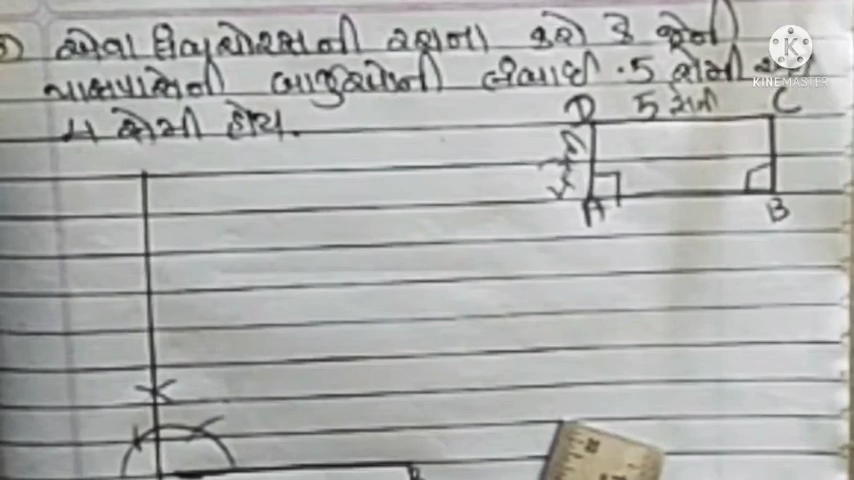 એવા લંબચોરસની રચના કરો કે જેની
પાસપાસેની બાજુઓની લંબાઈ 5 સેમી અને
4 સેમી હોય.
D 5 સેમી C
4 સેમી
A B
B
K
KINEMASTER